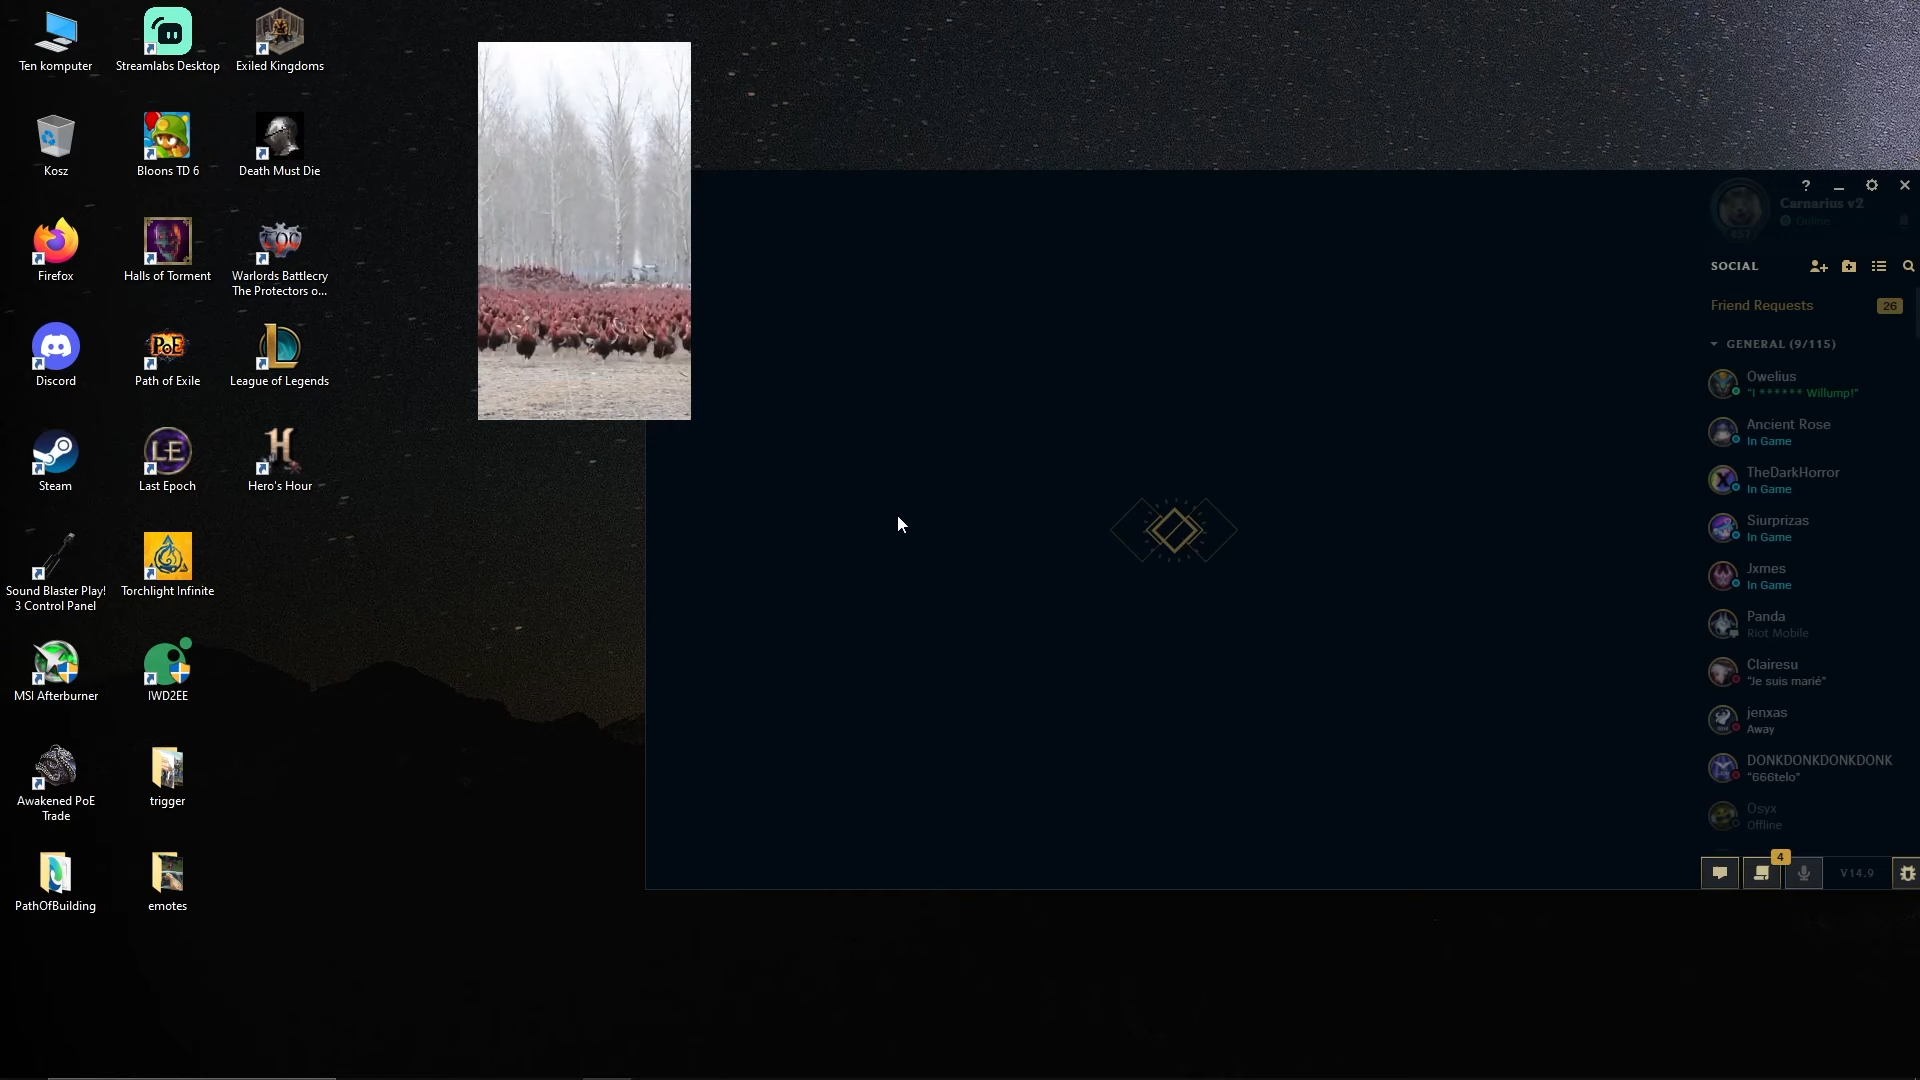 Ten komputer
Streamlabs Desktop
Exiled Kingdoms
Kosz
Bloons TD 6
Death Must Die
Firefox
Halls of Torment
Warlords Battlecry
The Protectors o...
Discord
Path of Exile
League of Legends
Steam
Last Epoch
Hero's Hour
Sound Blaster Play!
3 Control Panel
Torchlight Infinite
MSI Afterburner
IWD2EE
Awakened PoE
Trade
trigger
PathOfBuilding
emotes
?
Carnarius v2
Online
SOCIAL
Friend Requests
26
GENERAL (9/115)
Owelius
"I ****** Willump!"
Ancient Rose
In Game
TheDarkHorror
In Game
Siurprizas
In Game
Jxmes
In Game
Panda
Riot Mobile
Clairesu
"Je suis marié"
jenxas
Away
DONKDONKDONKDONK
"666telo"
Osyx
Offline
4
V14.9